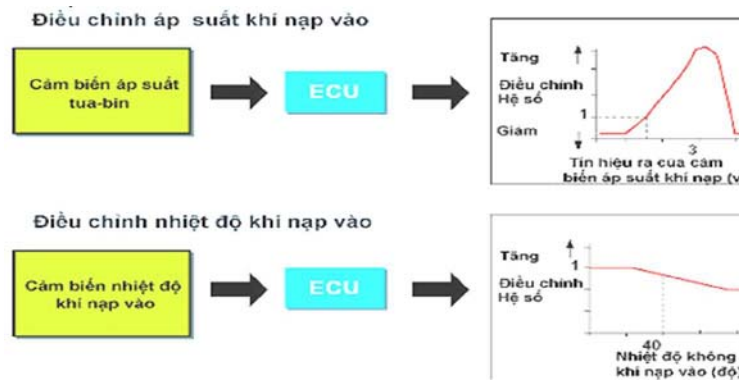 Điều chỉnh áp suất khí nạp vào
Cảm biến áp suất
tua-bin
ECU
Tăng
Điều chỉnh
Hệ số
1
Giảm
3
Tín hiệu ra của cảm
biến áp suất khí nạp (v
Điều chỉnh nhiệt độ khí nạp vào
Cảm biến nhiệt độ
khí nạp vào
ECU
Tăng
1
Điều chỉnh
Hệ số
40
Nhiệt độ không
khí nạp vào (độ)